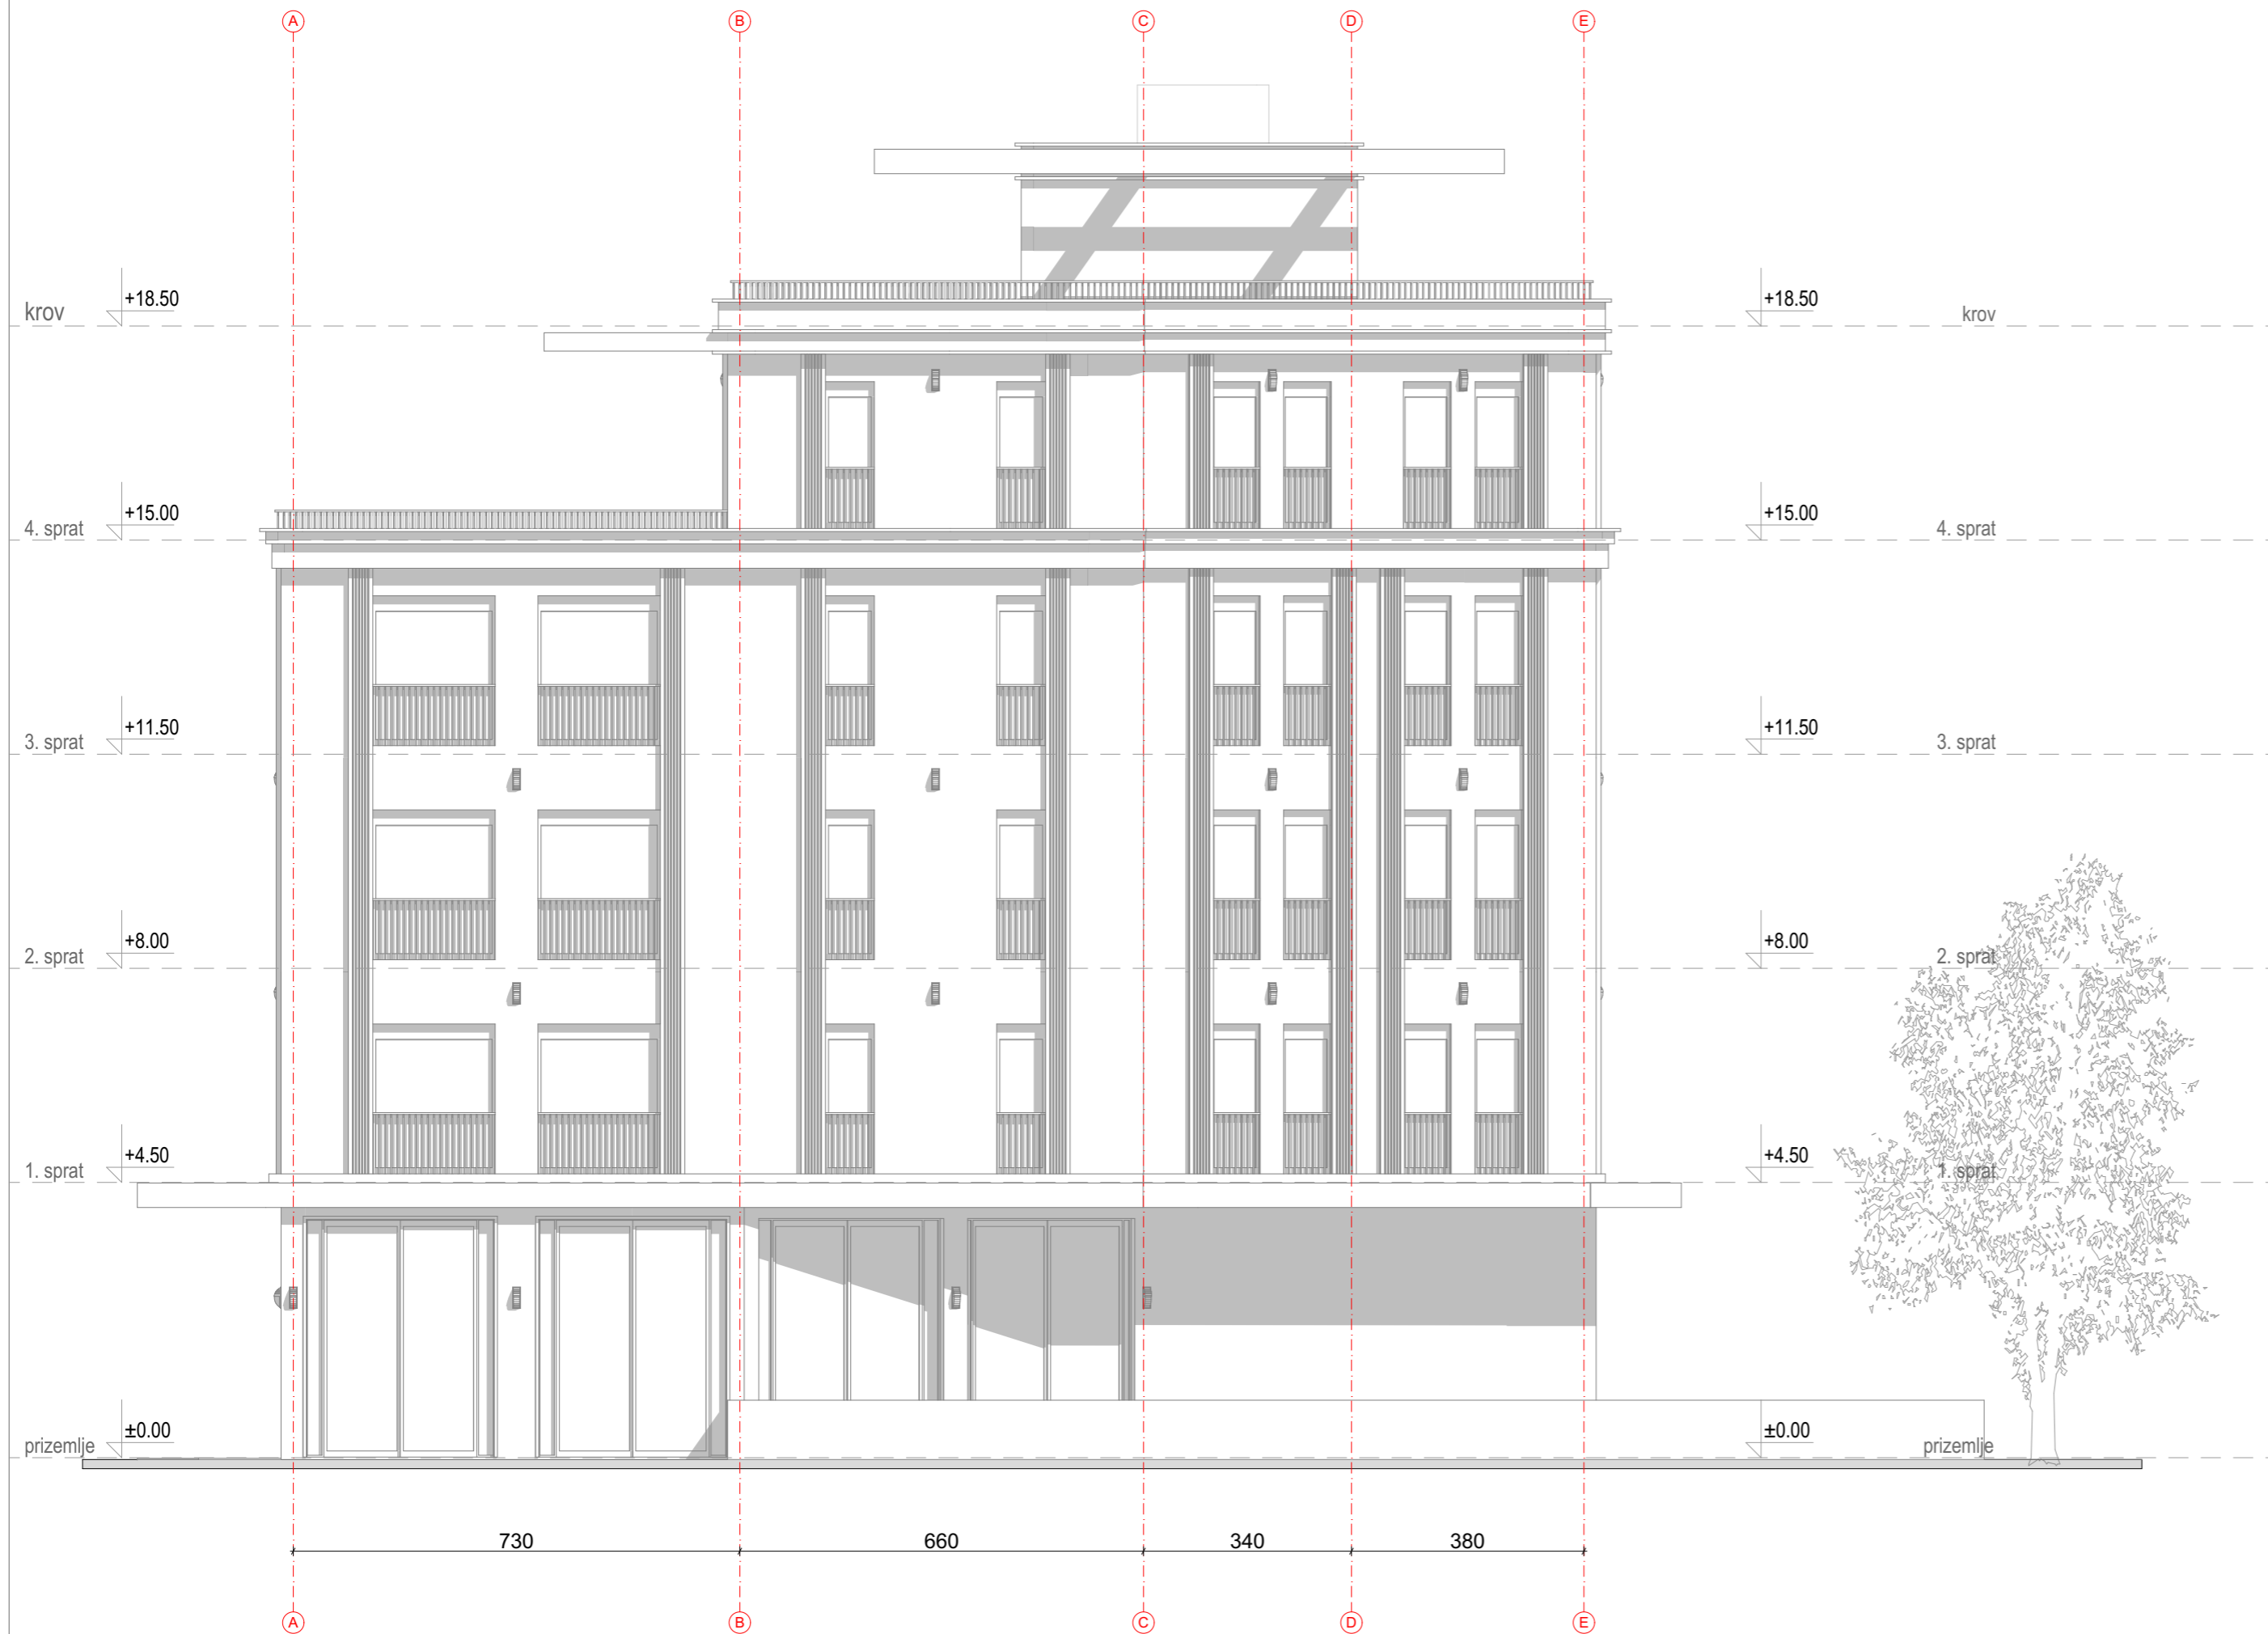 A B C D E
+18.50 +18.50
krov krov
+15.00 +15.00
4. sprat 4. sprat
+11.50 +11.50
3. sprat 3. sprat
+8.00 +8.00
2. sprat 2. sprat
+4.50 +4.50
1. sprat 1. sprat
±0.00 ±0.00
prizemlje prizemlje
730 660 340 380
A B C D E